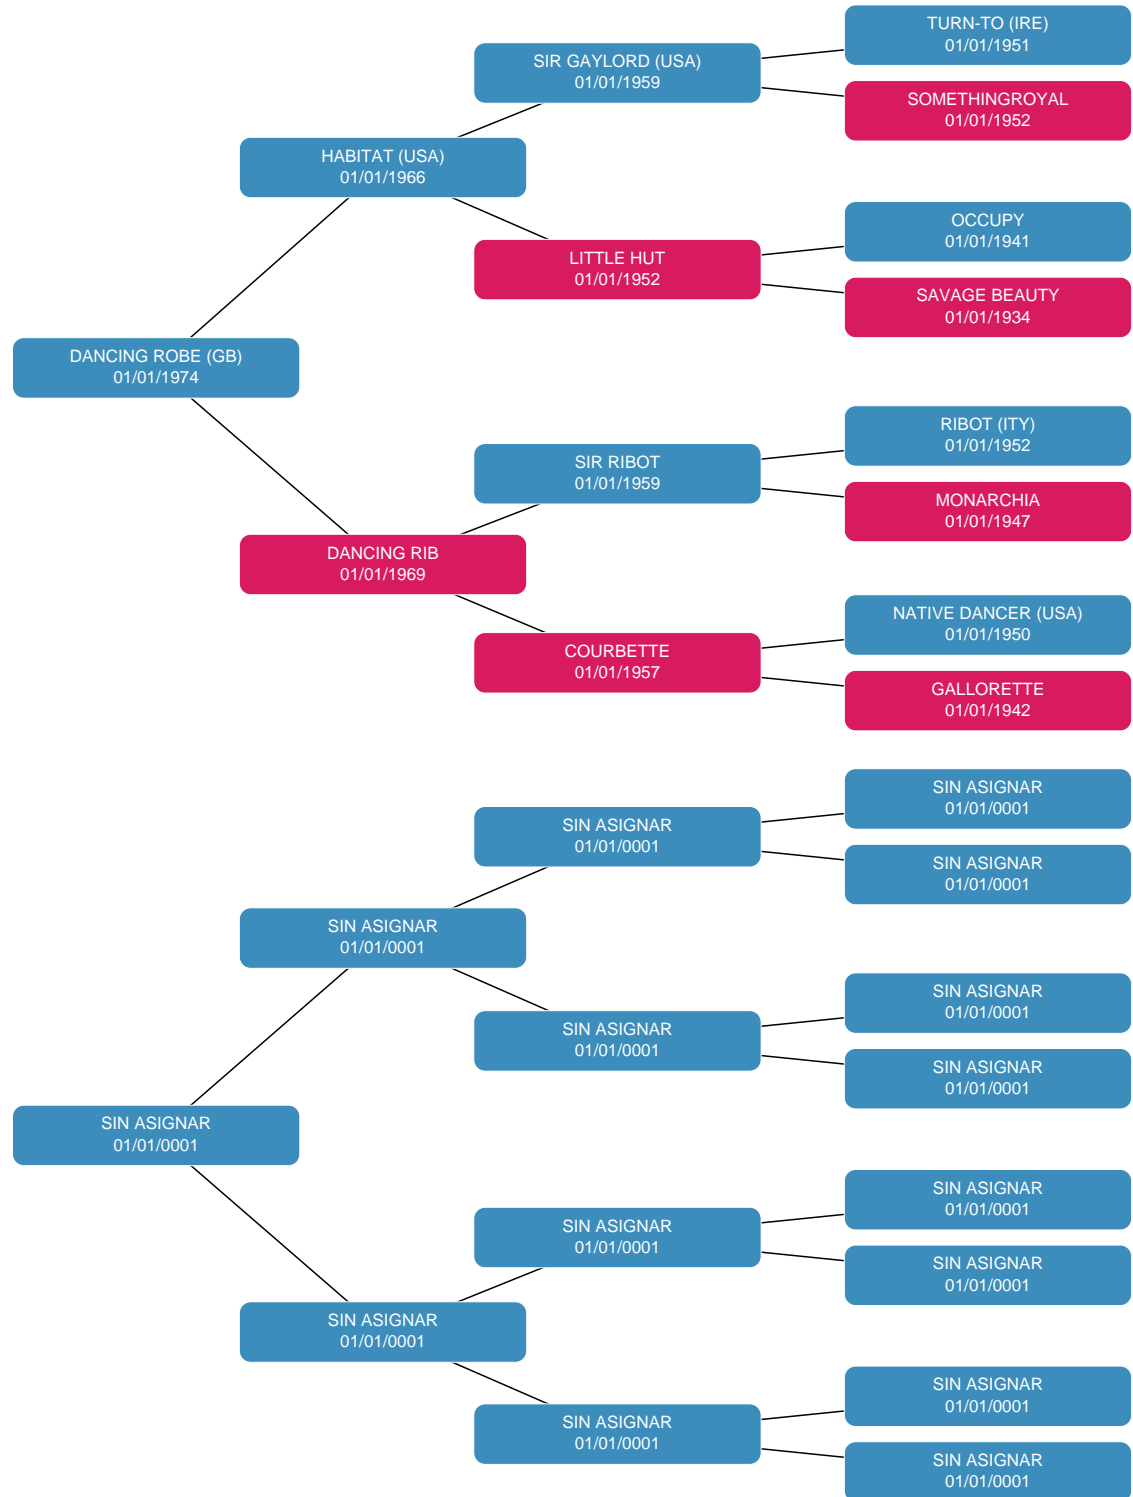 TURN-TO (IRE)
01/01/1951
SIR GAYLORD (USA)
01/01/1959
SOMETHINGROYAL
01/01/1952
HABITAT (USA)
01/01/1966
OCCUPY
01/01/1941
LITTLE HUT
01/01/1952
SAVAGE BEAUTY
01/01/1934
DANCING ROBE (GB)
01/01/1974
RIBOT (ITY)
01/01/1952
SIR RIBOT
01/01/1959
MONARCHIA
01/01/1947
DANCING RIB
01/01/1969
NATIVE DANCER (USA)
01/01/1950
COURBETTE
01/01/1957
GALLORETTE
01/01/1942
SIN ASIGNAR
01/01/0001
SIN ASIGNAR
01/01/0001
SIN ASIGNAR
01/01/0001
SIN ASIGNAR
01/01/0001
SIN ASIGNAR
01/01/0001
SIN ASIGNAR
01/01/0001
SIN ASIGNAR
01/01/0001
SIN ASIGNAR
01/01/0001
SIN ASIGNAR
01/01/0001
SIN ASIGNAR
01/01/0001
SIN ASIGNAR
01/01/0001
SIN ASIGNAR
01/01/0001
SIN ASIGNAR
01/01/0001
SIN ASIGNAR
01/01/0001
SIN ASIGNAR
01/01/0001